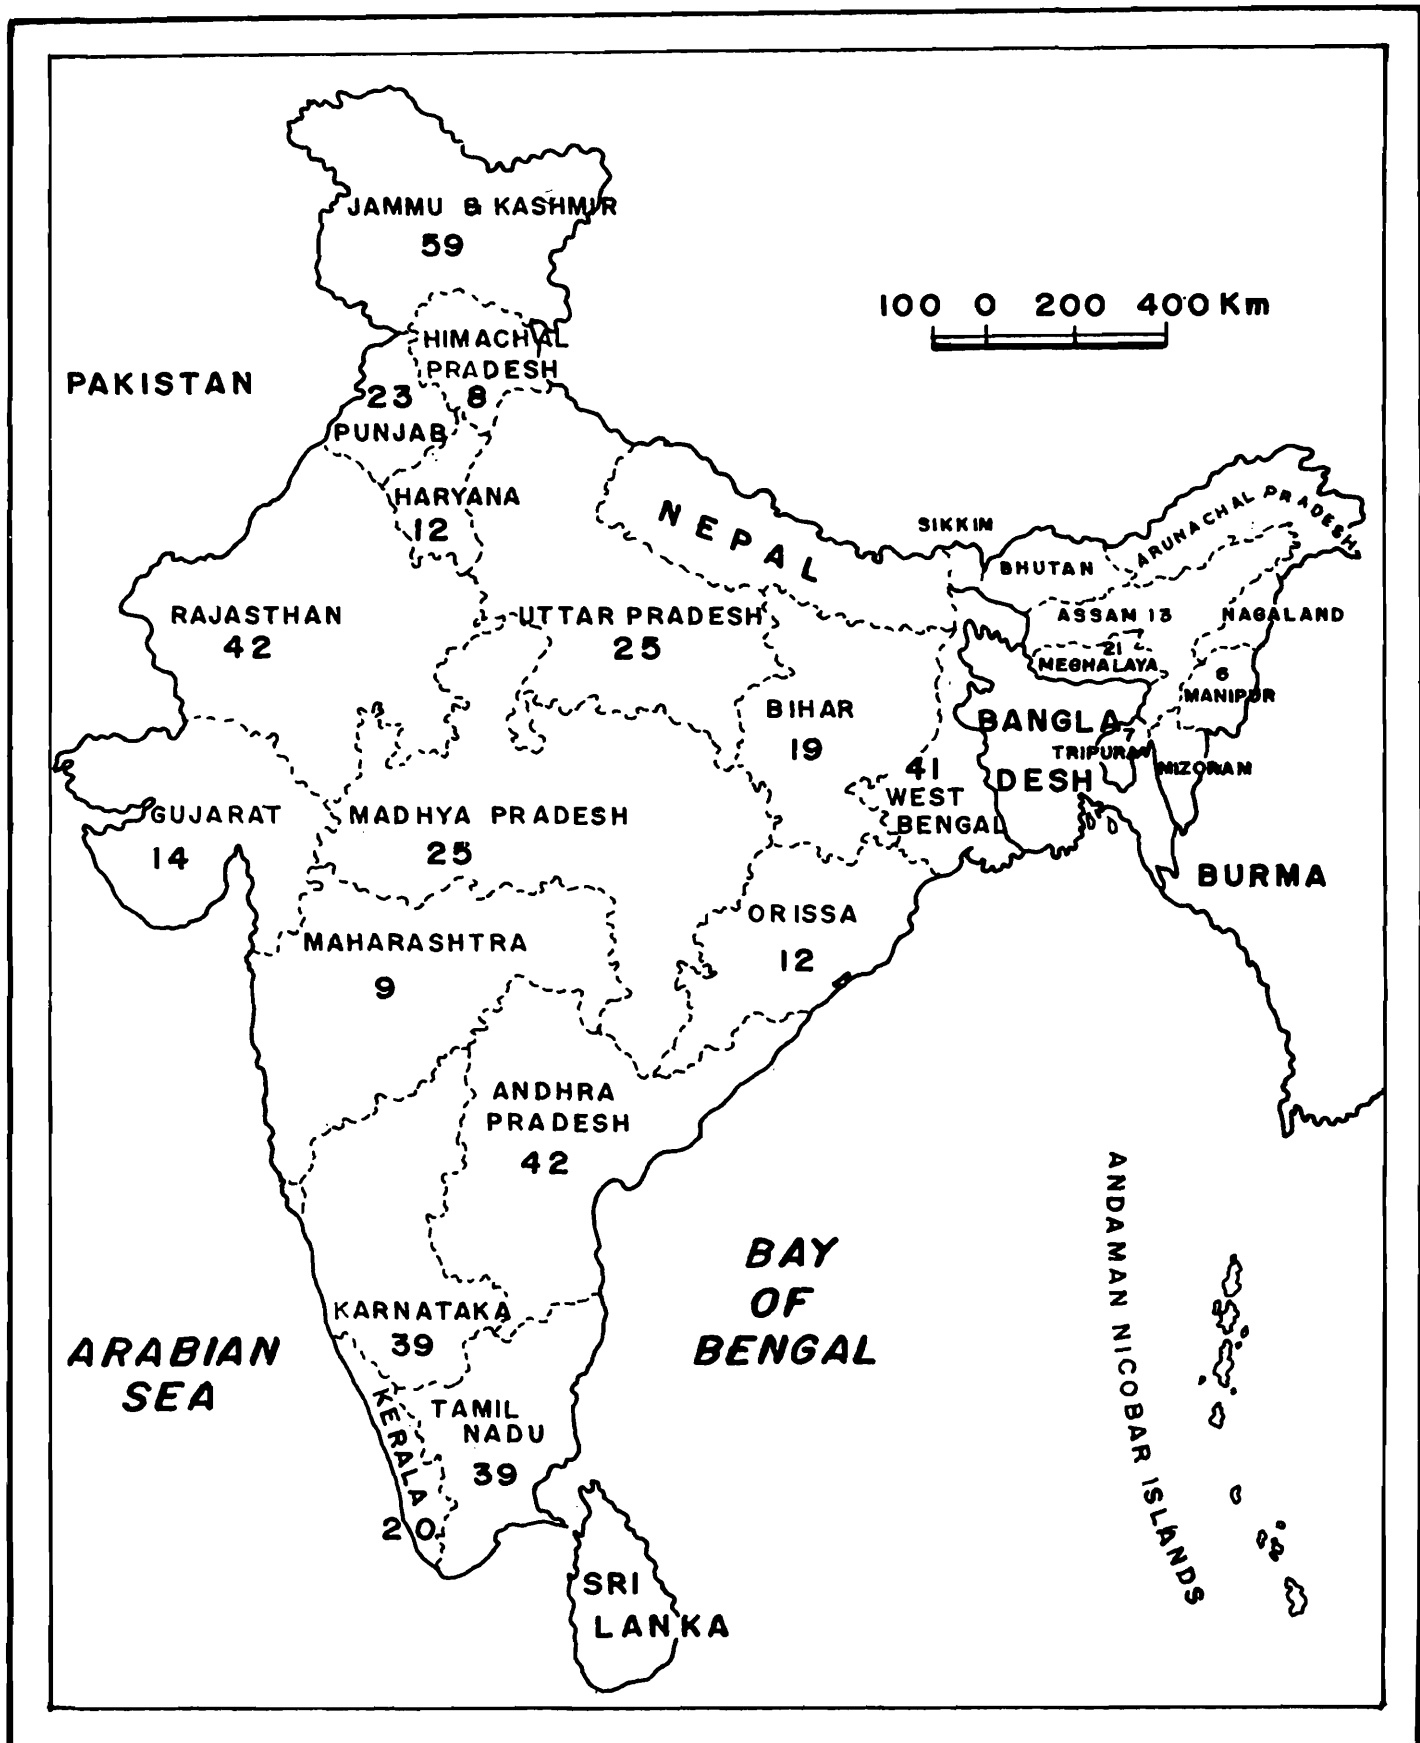 JAMMU & KASHMIR
59
100 0 200 400 Km
HIMACHAL
PRADESH
8
PAKISTAN
23
PUNJAB
HARYANA
12
NEPAL
SIKKIM
BHUTAN
ARUNACHAL PRADESH
2
RAJASTHAN
42
UTTAR PRADESH
25
ASSAM 13
NAGALAND
21
MEGHALAYA
6
MANIPUR
BIHAR
19
BANGLA
DESH
7
TRIPURA
MIZORAM
41
WEST
BENGAL
GUJARAT
14
MADHYA PRADESH
25
BURMA
ORISSA
12
MAHARASHTRA
9
ANDHRA
PRADESH
42
ANDAMAN NICOBAR ISLANDS
BAY
OF
BENGAL
KARNATAKA
39
ARABIAN
SEA
KERALA
20
TAMIL
NADU
39
SRI
LANKA